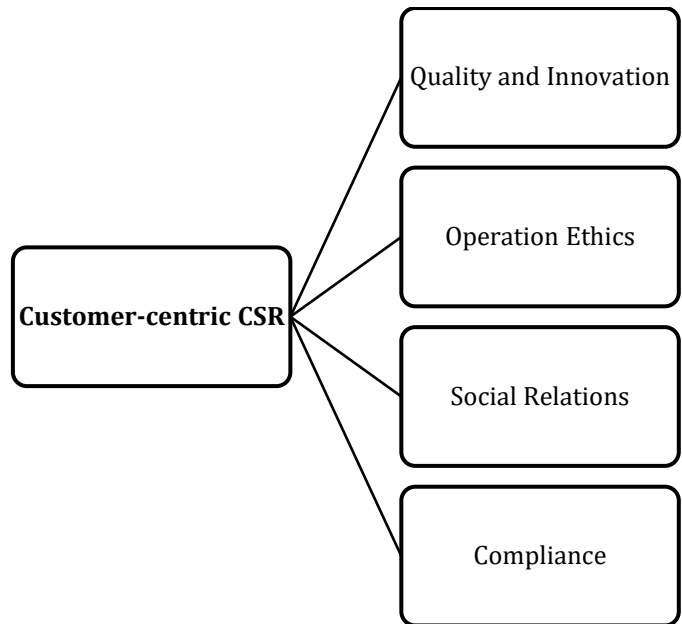 Quality and Innovation
Operation Ethics
Customer-centric CSR
Social Relations
Compliance